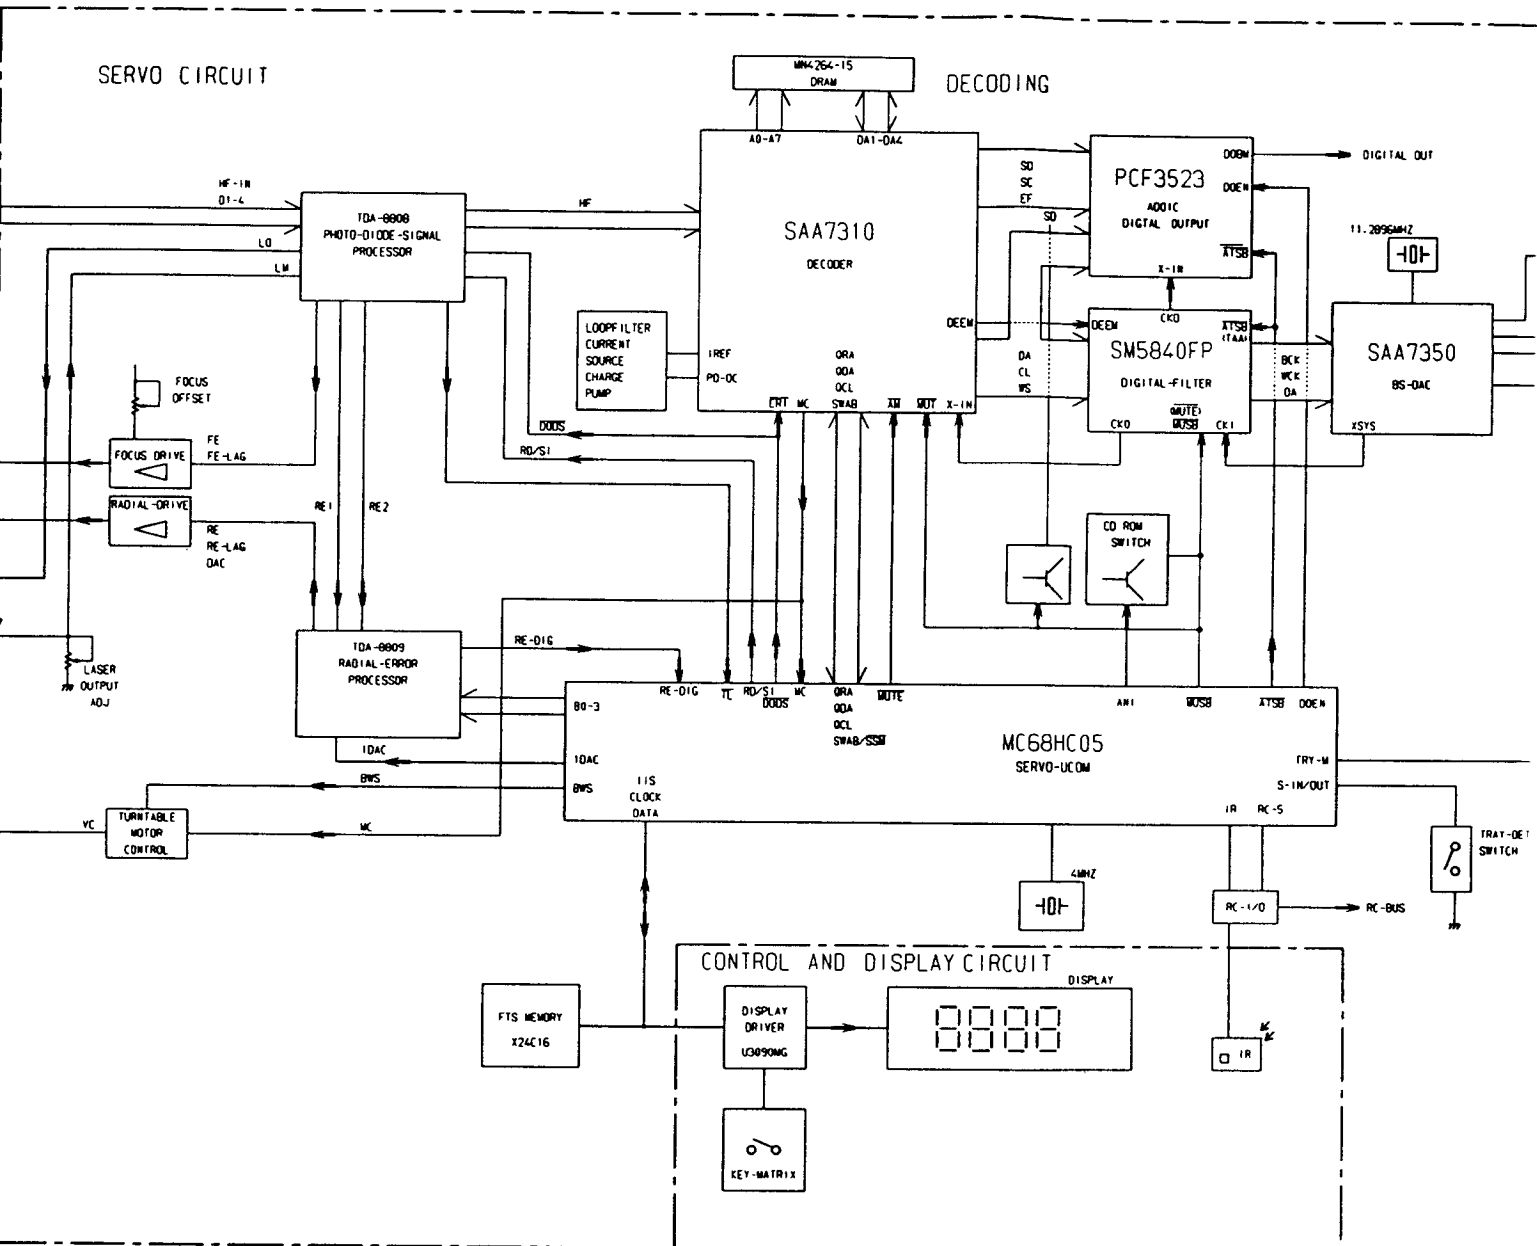 SERVO CIRCUIT
MN4264-15
DRAM
DECODING
A0-A7
DA1-DA4
HF-IN
D1-4
LO
LM
TDA-8808
PHOTO-DIODE-SIGNAL
PROCESSOR
HF
SAA7310
DECODER
SD
SC
EF
SD
PCF3523
ADDIC
DIGTAL OUTPUT
DOBM
DOEN
ATSB
X-IN
DIGITAL OUT
11.2896MHZ
LOOPFILTER
CURRENT
SOURCE
CHARGE
PUMP
IREF
PD-OC
DEEM
QRA
QDA
QCL
SWAB
CRT
MC
MUT
X-IN
DA
CL
WS
DEEM
CKO
ATSB
(TAA)
SM5840FP
DIGITAL-FILTER
(MUTE)
MUSB
CKO
CKI
BCK
WCK
DA
SAA7350
BS-DAC
XSYS
FOCUS
OFFSET
FOCUS DRIVE
FE
FE-LAG
RADIAL-DRIVE
RE
RE-LAG
DAC
RE1
RE2
DODS
RD/SI
CD ROM
SWITCH
TDA-8809
RADIAL-ERROR
PROCESSOR
RE-DIG
LASER
OUTPUT
ADJ
RE-DIG
TL
RD/SI
DODS
MC
QRA
QDA
QCL
SWAB/SSM
MUTE
ANI
MUSB
ATSB
DOEN
B0-3
IDAC
IDAC
BWS
BWS
IIS
CLOCK
DATA
MC68HC05
SERVO-UCOM
TRY-M
S-IN/OUT
IR
RC-S
VC
TURNTABLE
MOTOR
CONTROL
MC
4MHZ
RC-I/O
RC-BUS
TRAY-DET
SWITCH
CONTROL AND DISPLAY CIRCUIT
FTS MEMORY
X24C16
DISPLAY
DRIVER
U3090MG
DISPLAY
8888
IR
KEY-MATRIX